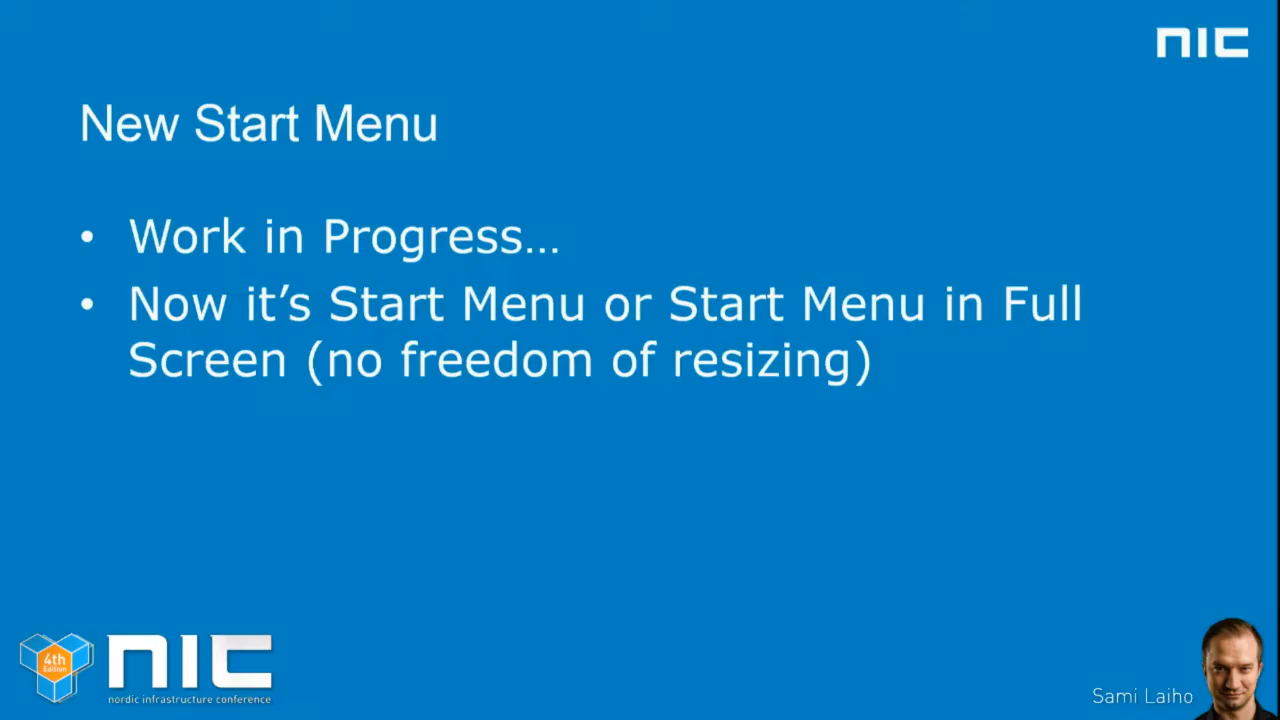 NIC
New Start Menu
• Work in Progress…
• Now it’s Start Menu or Start Menu in Full
Screen (no freedom of resizing)
4th
Edition
NIC
nordic infrastructure conference
Sami Laiho